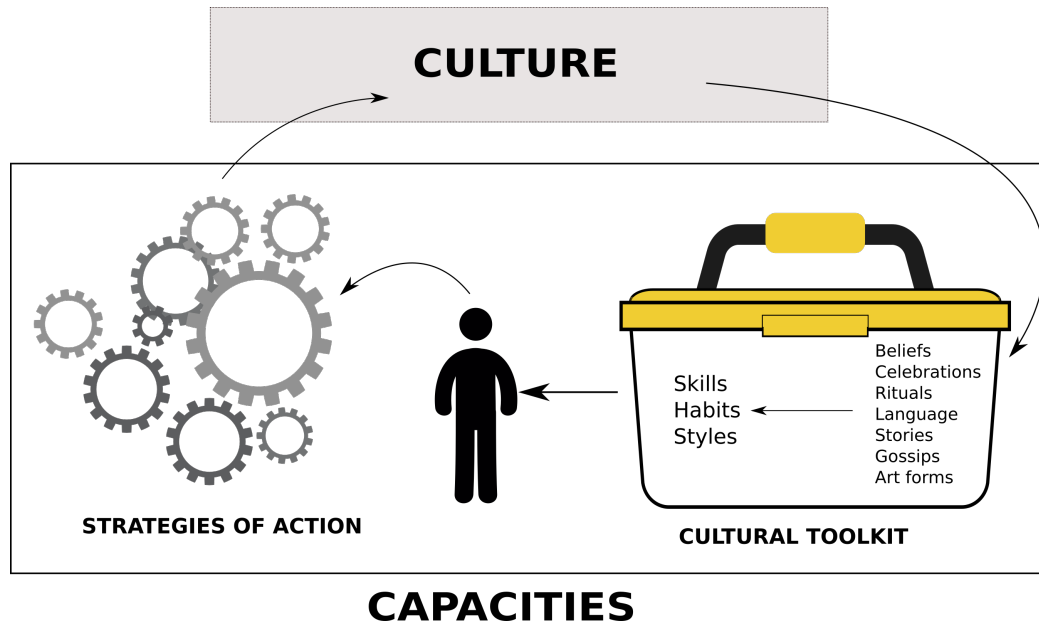 CULTURE
Skills
Habits
Styles
Beliefs
Celebrations
Rituals
Language
Stories
Gossips
Art forms
STRATEGIES OF ACTION
CULTURAL TOOLKIT
CAPACITIES